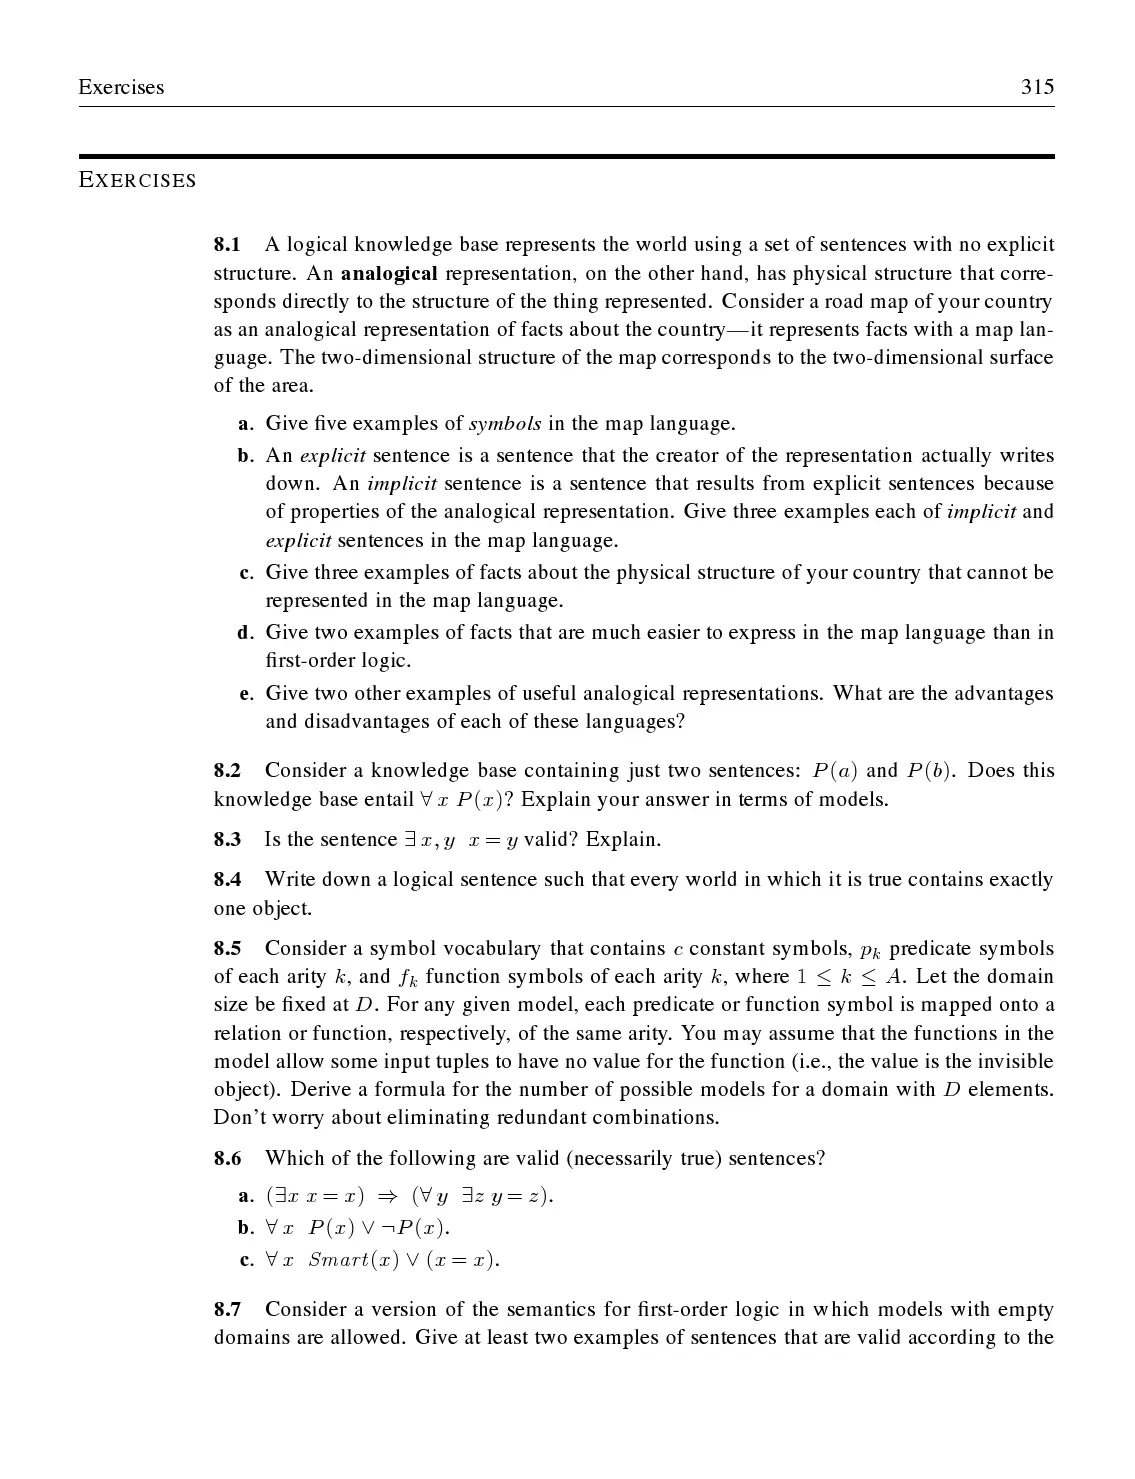 Exercises 315
EXERCISES
8.1 A logical knowledge base represents the world using a set of sentences with no explicit
structure. An analogical representation, on the other hand, has physical structure that corre-
sponds directly to the structure of the thing represented. Consider a road map of your country
as an analogical representation of facts about the country—it represents facts with a map lan-
guage. The two-dimensional structure of the map corresponds to the two-dimensional surface
of the area.
a. Give five examples of symbols in the map language.
b. An explicit sentence is a sentence that the creator of the representation actually writes
down. An implicit sentence is a sentence that results from explicit sentences because
of properties of the analogical representation. Give three examples each of implicit and
explicit sentences in the map language.
c. Give three examples of facts about the physical structure of your country that cannot be
represented in the map language.
d. Give two examples of facts that are much easier to express in the map language than in
first-order logic.
e. Give two other examples of useful analogical representations. What are the advantages
and disadvantages of each of these languages?
8.2 Consider a knowledge base containing just two sentences: P(a) and P(b). Does this
knowledge base entail ∀ x P(x)? Explain your answer in terms of models.
8.3 Is the sentence ∃ x, y x = y valid? Explain.
8.4 Write down a logical sentence such that every world in which it is true contains exactly
one object.
8.5 Consider a symbol vocabulary that contains c constant symbols, pₖ predicate symbols
of each arity k, and fₖ function symbols of each arity k, where 1 ≤ k ≤ A. Let the domain
size be fixed at D. For any given model, each predicate or function symbol is mapped onto a
relation or function, respectively, of the same arity. You may assume that the functions in the
model allow some input tuples to have no value for the function (i.e., the value is the invisible
object). Derive a formula for the number of possible models for a domain with D elements.
Don't worry about eliminating redundant combinations.
8.6 Which of the following are valid (necessarily true) sentences?
a. (∃x x = x) ⇒ (∀ y ∃z y = z).
b. ∀ x P(x) ∨ ¬P(x).
c. ∀ x Smart(x) ∨ (x = x).
8.7 Consider a version of the semantics for first-order logic in which models with empty
domains are allowed. Give at least two examples of sentences that are valid according to the